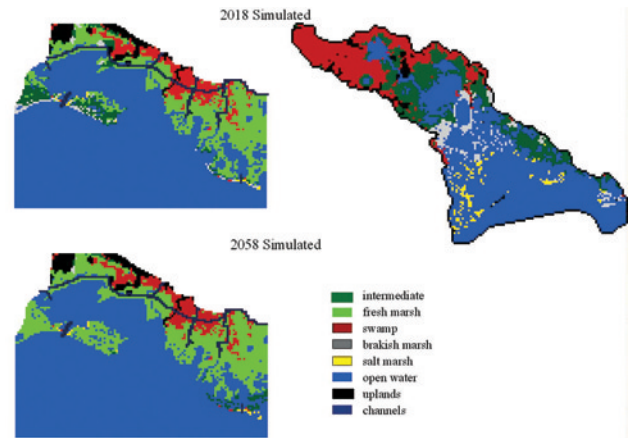 2018 Simulated
2058 Simulated
intermediate
fresh marsh
swamp
brakish marsh
salt marsh
open water
uplands
channels